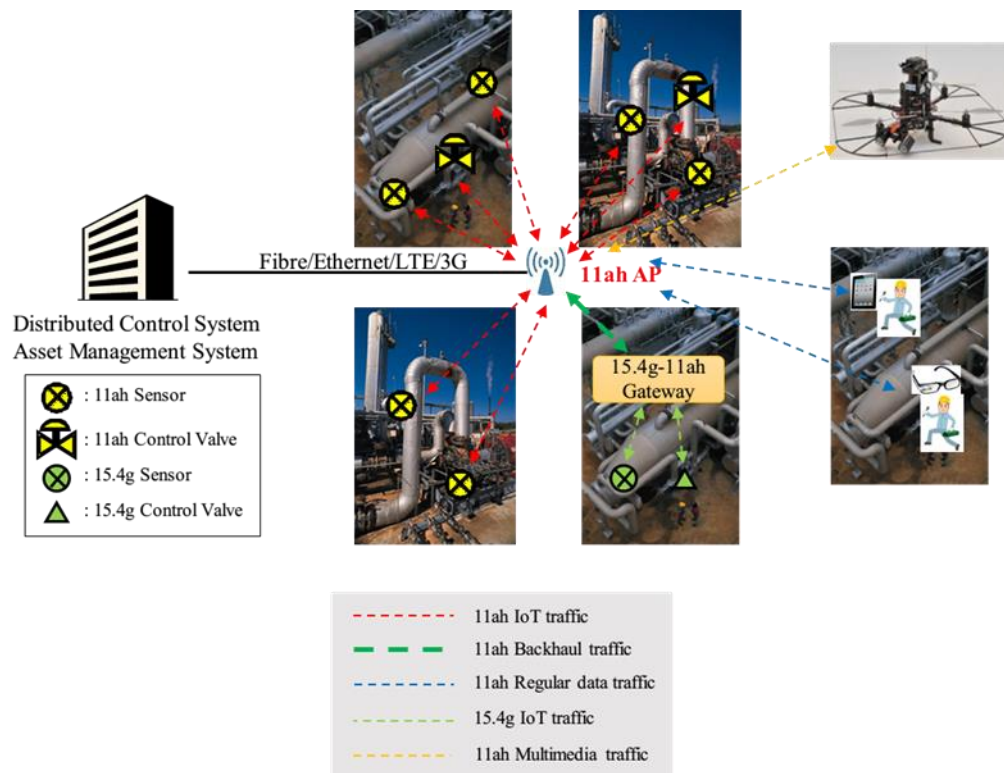 Fibre/Ethernet/LTE/3G
11ah AP
Distributed Control System
Asset Management System
: 11ah Sensor
: 11ah Control Valve
: 15.4g Sensor
: 15.4g Control Valve
15.4g-11ah
Gateway
11ah IoT traffic
11ah Backhaul traffic
11ah Regular data traffic
15.4g IoT traffic
11ah Multimedia traffic